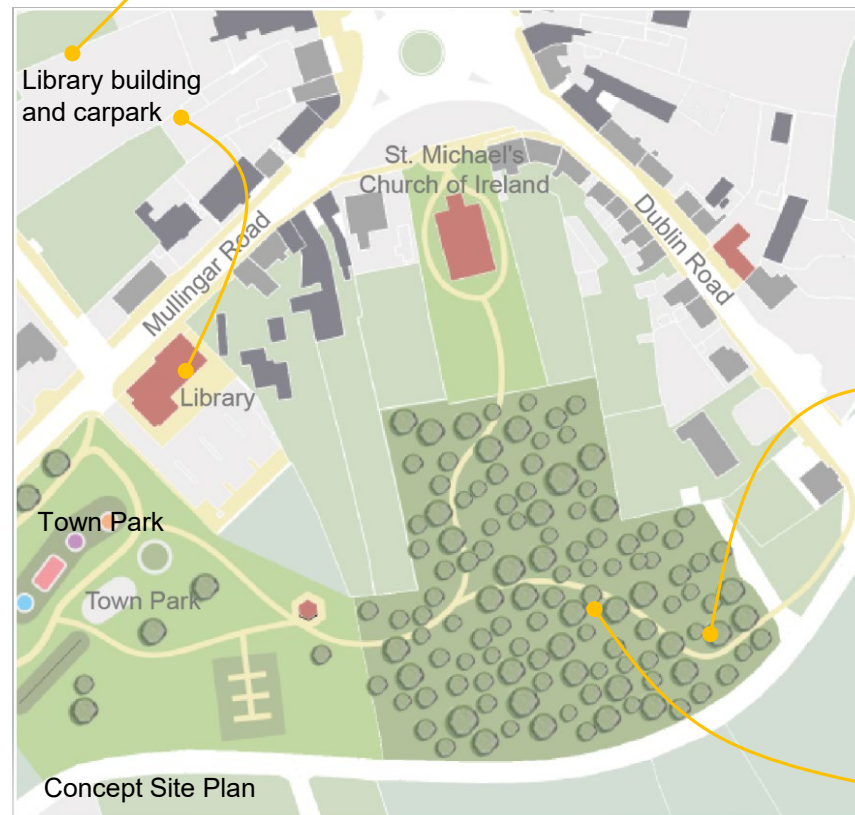 Library building
and carpark
St. Michael's
Church of Ireland
Mullingar Road
Dublin Road
Library
Town Park
Town Park
Concept Site Plan